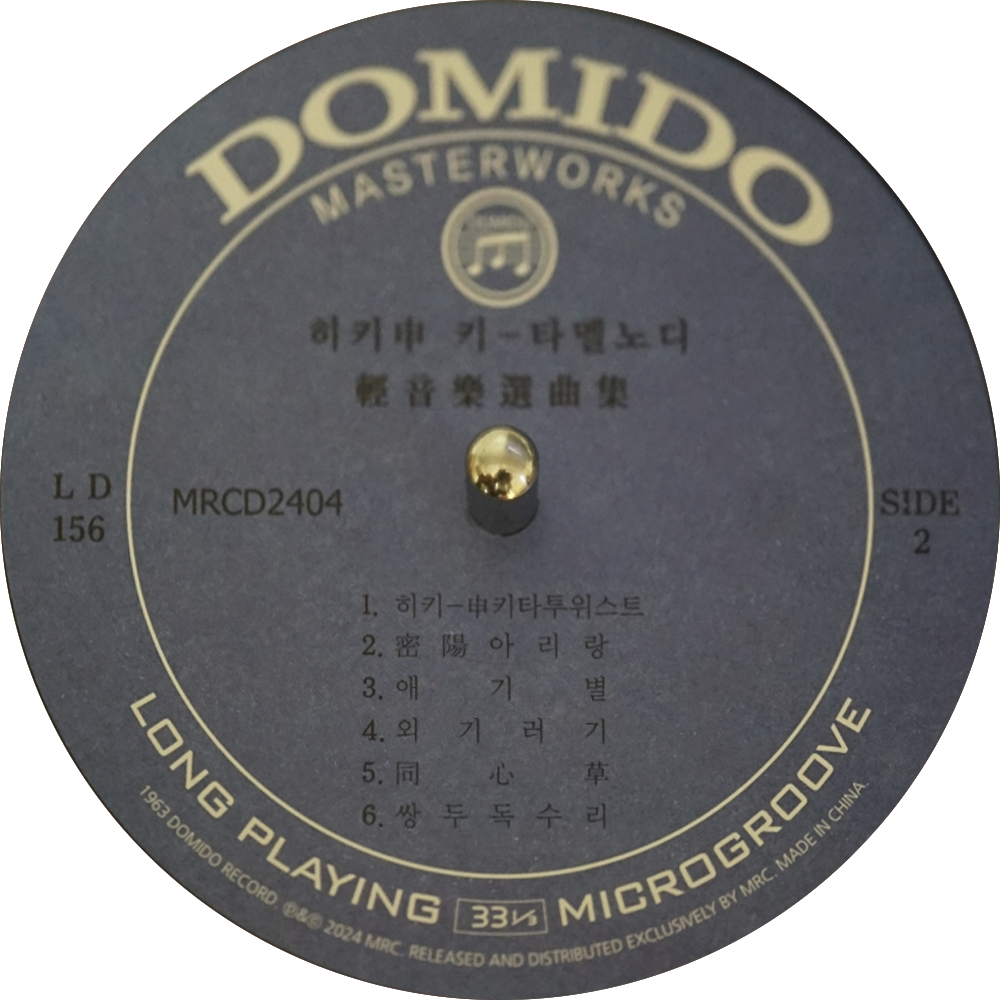 DOMIDO
MASTERWORKS
히키申 키-타멜노디
輕音樂選曲集
L D
156
MRCD2404
SIDE
2
1. 히키-申키타투위스트
2. 密陽아리랑
3. 애기별
4. 외기러기
5. 同心草
6. 쌍두독수리
LONG PLAYING 33⅓ MICROGROOVE
1963 DOMIDO RECORD. ℗&© 2024 MRC. RELEASED AND DISTRIBUTED EXCLUSIVELY BY MRC. MADE IN CHINA.